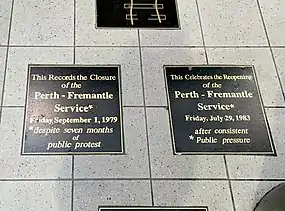 This Records the Closure
of the
Perth - Fremantle
Service*
Friday, September 1, 1979
*despite seven months
of
public protest
This Celebrates the Reopening
of the
Perth - Fremantle
Service*
Friday, July 29, 1983
after consistent
* Public pressure